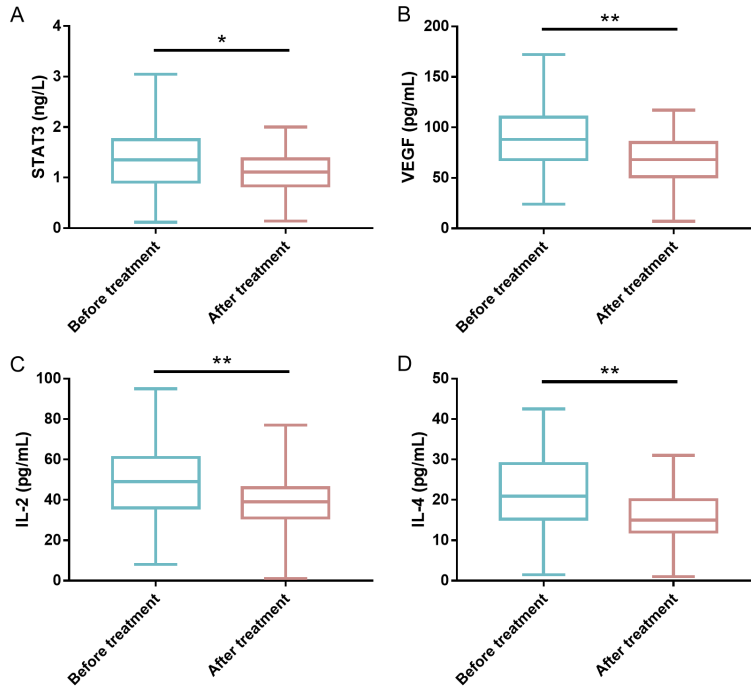 A
STAT3 (ng/L)
4
3
2
1
0
*
Before treatment
After treatment
B
VEGF (pg/mL)
200
150
100
50
0
**
Before treatment
After treatment
C
IL-2 (pg/mL)
100
80
60
40
20
0
**
Before treatment
After treatment
D
IL-4 (pg/mL)
50
40
30
20
10
0
**
Before treatment
After treatment